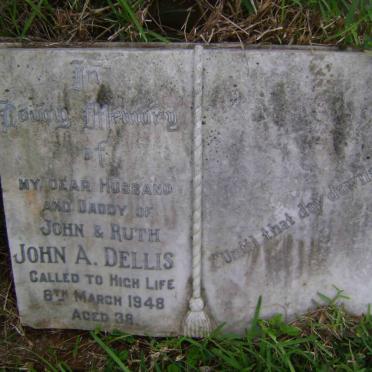 In
Loving Memory
of
MY DEAR HUSBAND
AND DADDY OF
JOHN & RUTH
JOHN A. DELLIS
CALLED TO HIGH LIFE
6TH MARCH 1948
AGED 38
"Until that day dawn